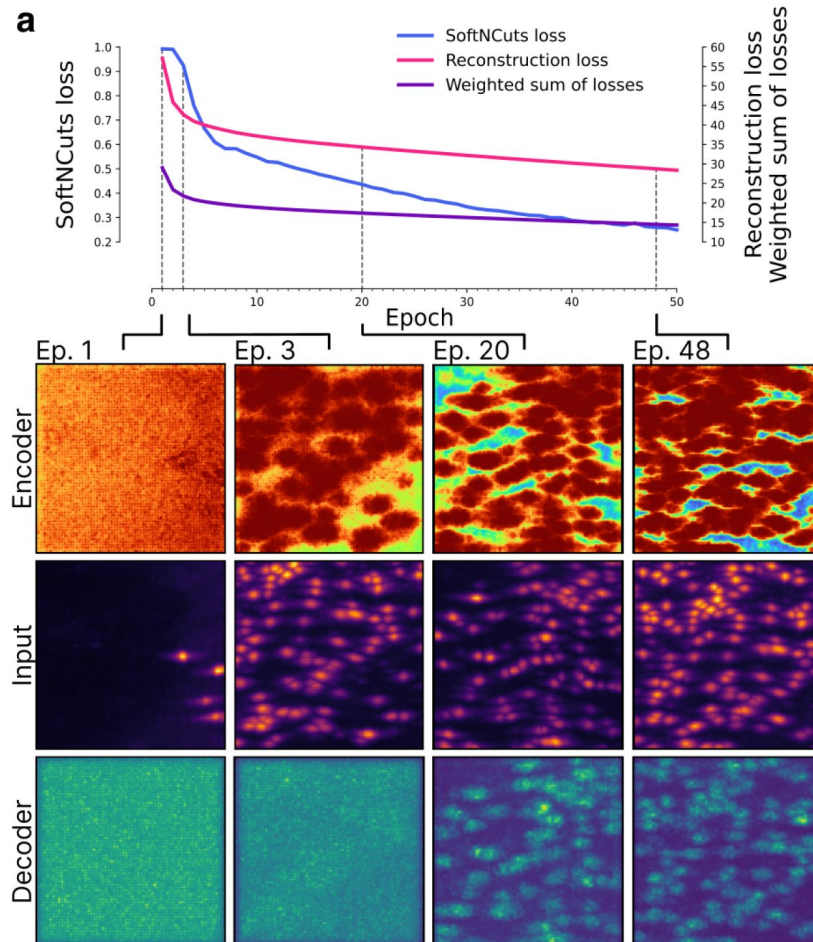 a
SoftNCuts loss
Reconstruction loss
Weighted sum of losses
SoftNCuts loss
1.0
0.9
0.8
0.7
0.6
0.5
0.4
0.3
0.2
60
55
50
45
40
35
30
25
20
15
10
Reconstruction loss
Weighted sum of losses
0
10
20
30
40
50
Epoch
Ep. 1
Ep. 3
Ep. 20
Ep. 48
Encoder
Input
Decoder